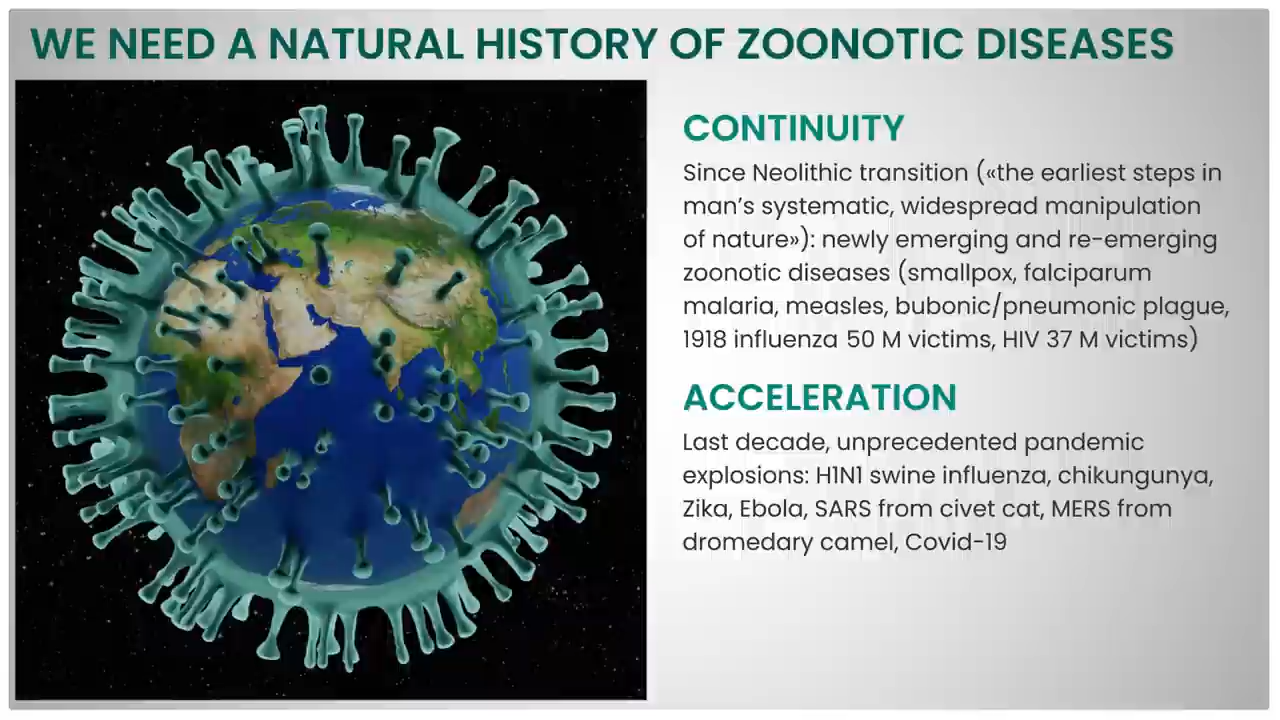 WE NEED A NATURAL HISTORY OF ZOONOTIC DISEASES
CONTINUITY
Since Neolithic transition («the earliest steps in
man’s systematic, widespread manipulation
of nature»): newly emerging and re-emerging
zoonotic diseases (smallpox, falciparum
malaria, measles, bubonic/pneumonic plague,
1918 influenza 50 M victims, HIV 37 M victims)
ACCELERATION
Last decade, unprecedented pandemic
explosions: H1N1 swine influenza, chikungunya,
Zika, Ebola, SARS from civet cat, MERS from
dromedary camel, Covid-19